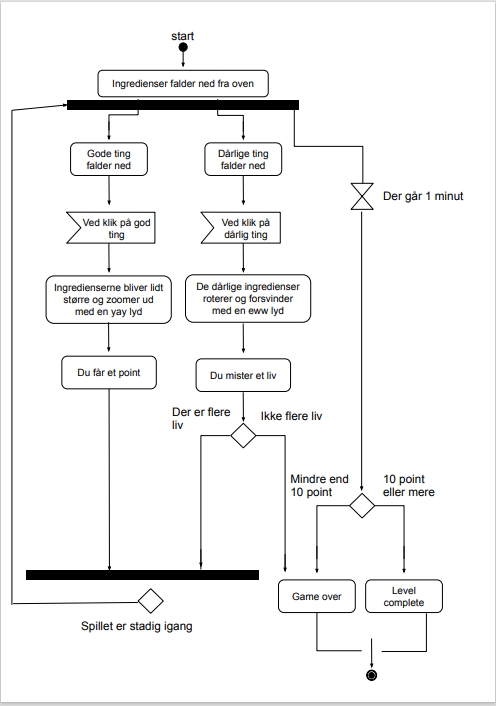 start
Ingredienser falder ned fra oven
Gode ting
falder ned
Dårlige ting
falder ned
Der går 1 minut
Ved klik på god
ting
Ved klik på
dårlig ting
Ingredienserne bliver lidt
større og zoomer ud
med en yay lyd
De dårlige ingredienser
roterer og forsvinder
med en eww lyd
Du får et point
Du mister et liv
Der er flere
liv
Ikke flere liv
Mindre end
10 point
10 point
eller mere
Game over
Level
complete
Spillet er stadig igang